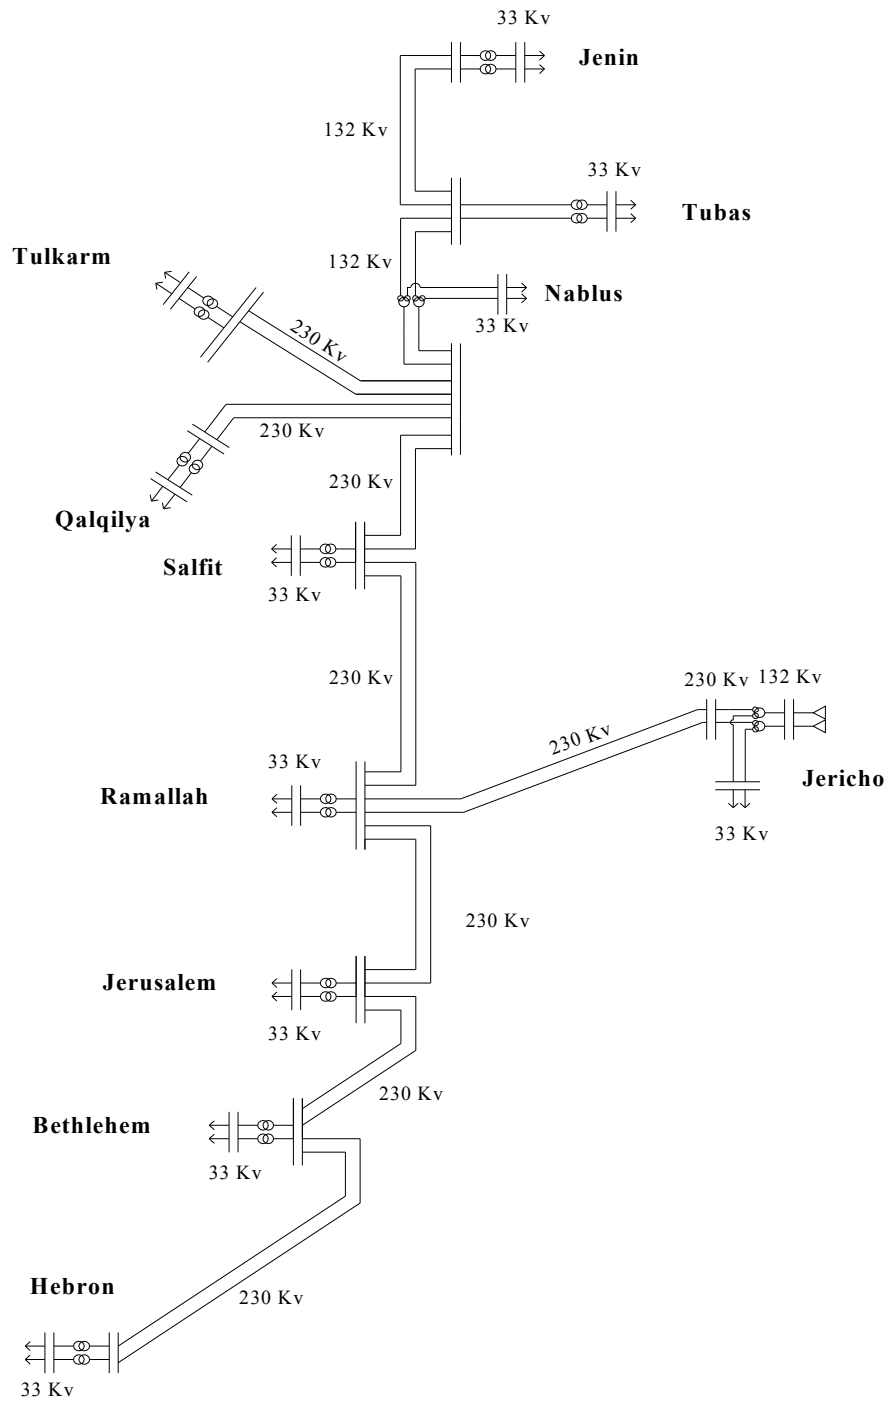 33 Kv
Jenin
132 Kv
33 Kv
Tubas
Tulkarm
132 Kv
Nablus
33 Kv
230 Kv
230 Kv
230 Kv
Qalqilya
Salfit
33 Kv
230 Kv
230 Kv
132 Kv
230 Kv
33 Kv
Ramallah
Jericho
33 Kv
230 Kv
Jerusalem
33 Kv
230 Kv
Bethlehem
33 Kv
Hebron
230 Kv
33 Kv